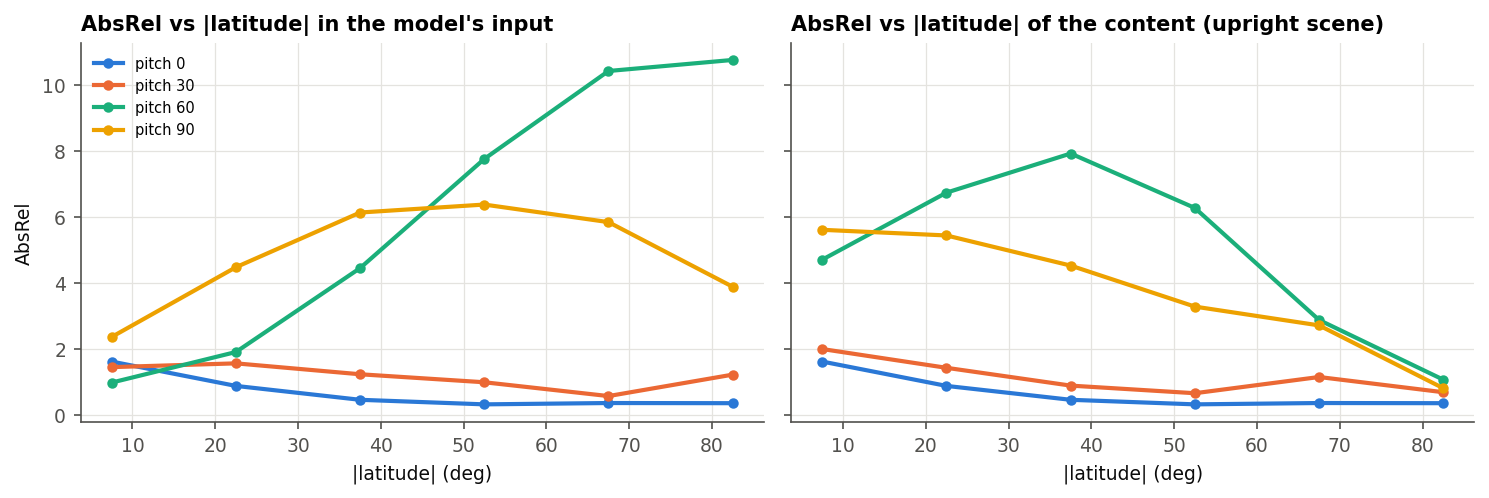 AbsRel vs |latitude| in the model's input
AbsRel vs |latitude| of the content (upright scene)
pitch 0
pitch 30
pitch 60
pitch 90
AbsRel
10
8
6
4
2
0
10 20 30 40 50 60 70 80
10 20 30 40 50 60 70 80
|latitude| (deg)
|latitude| (deg)